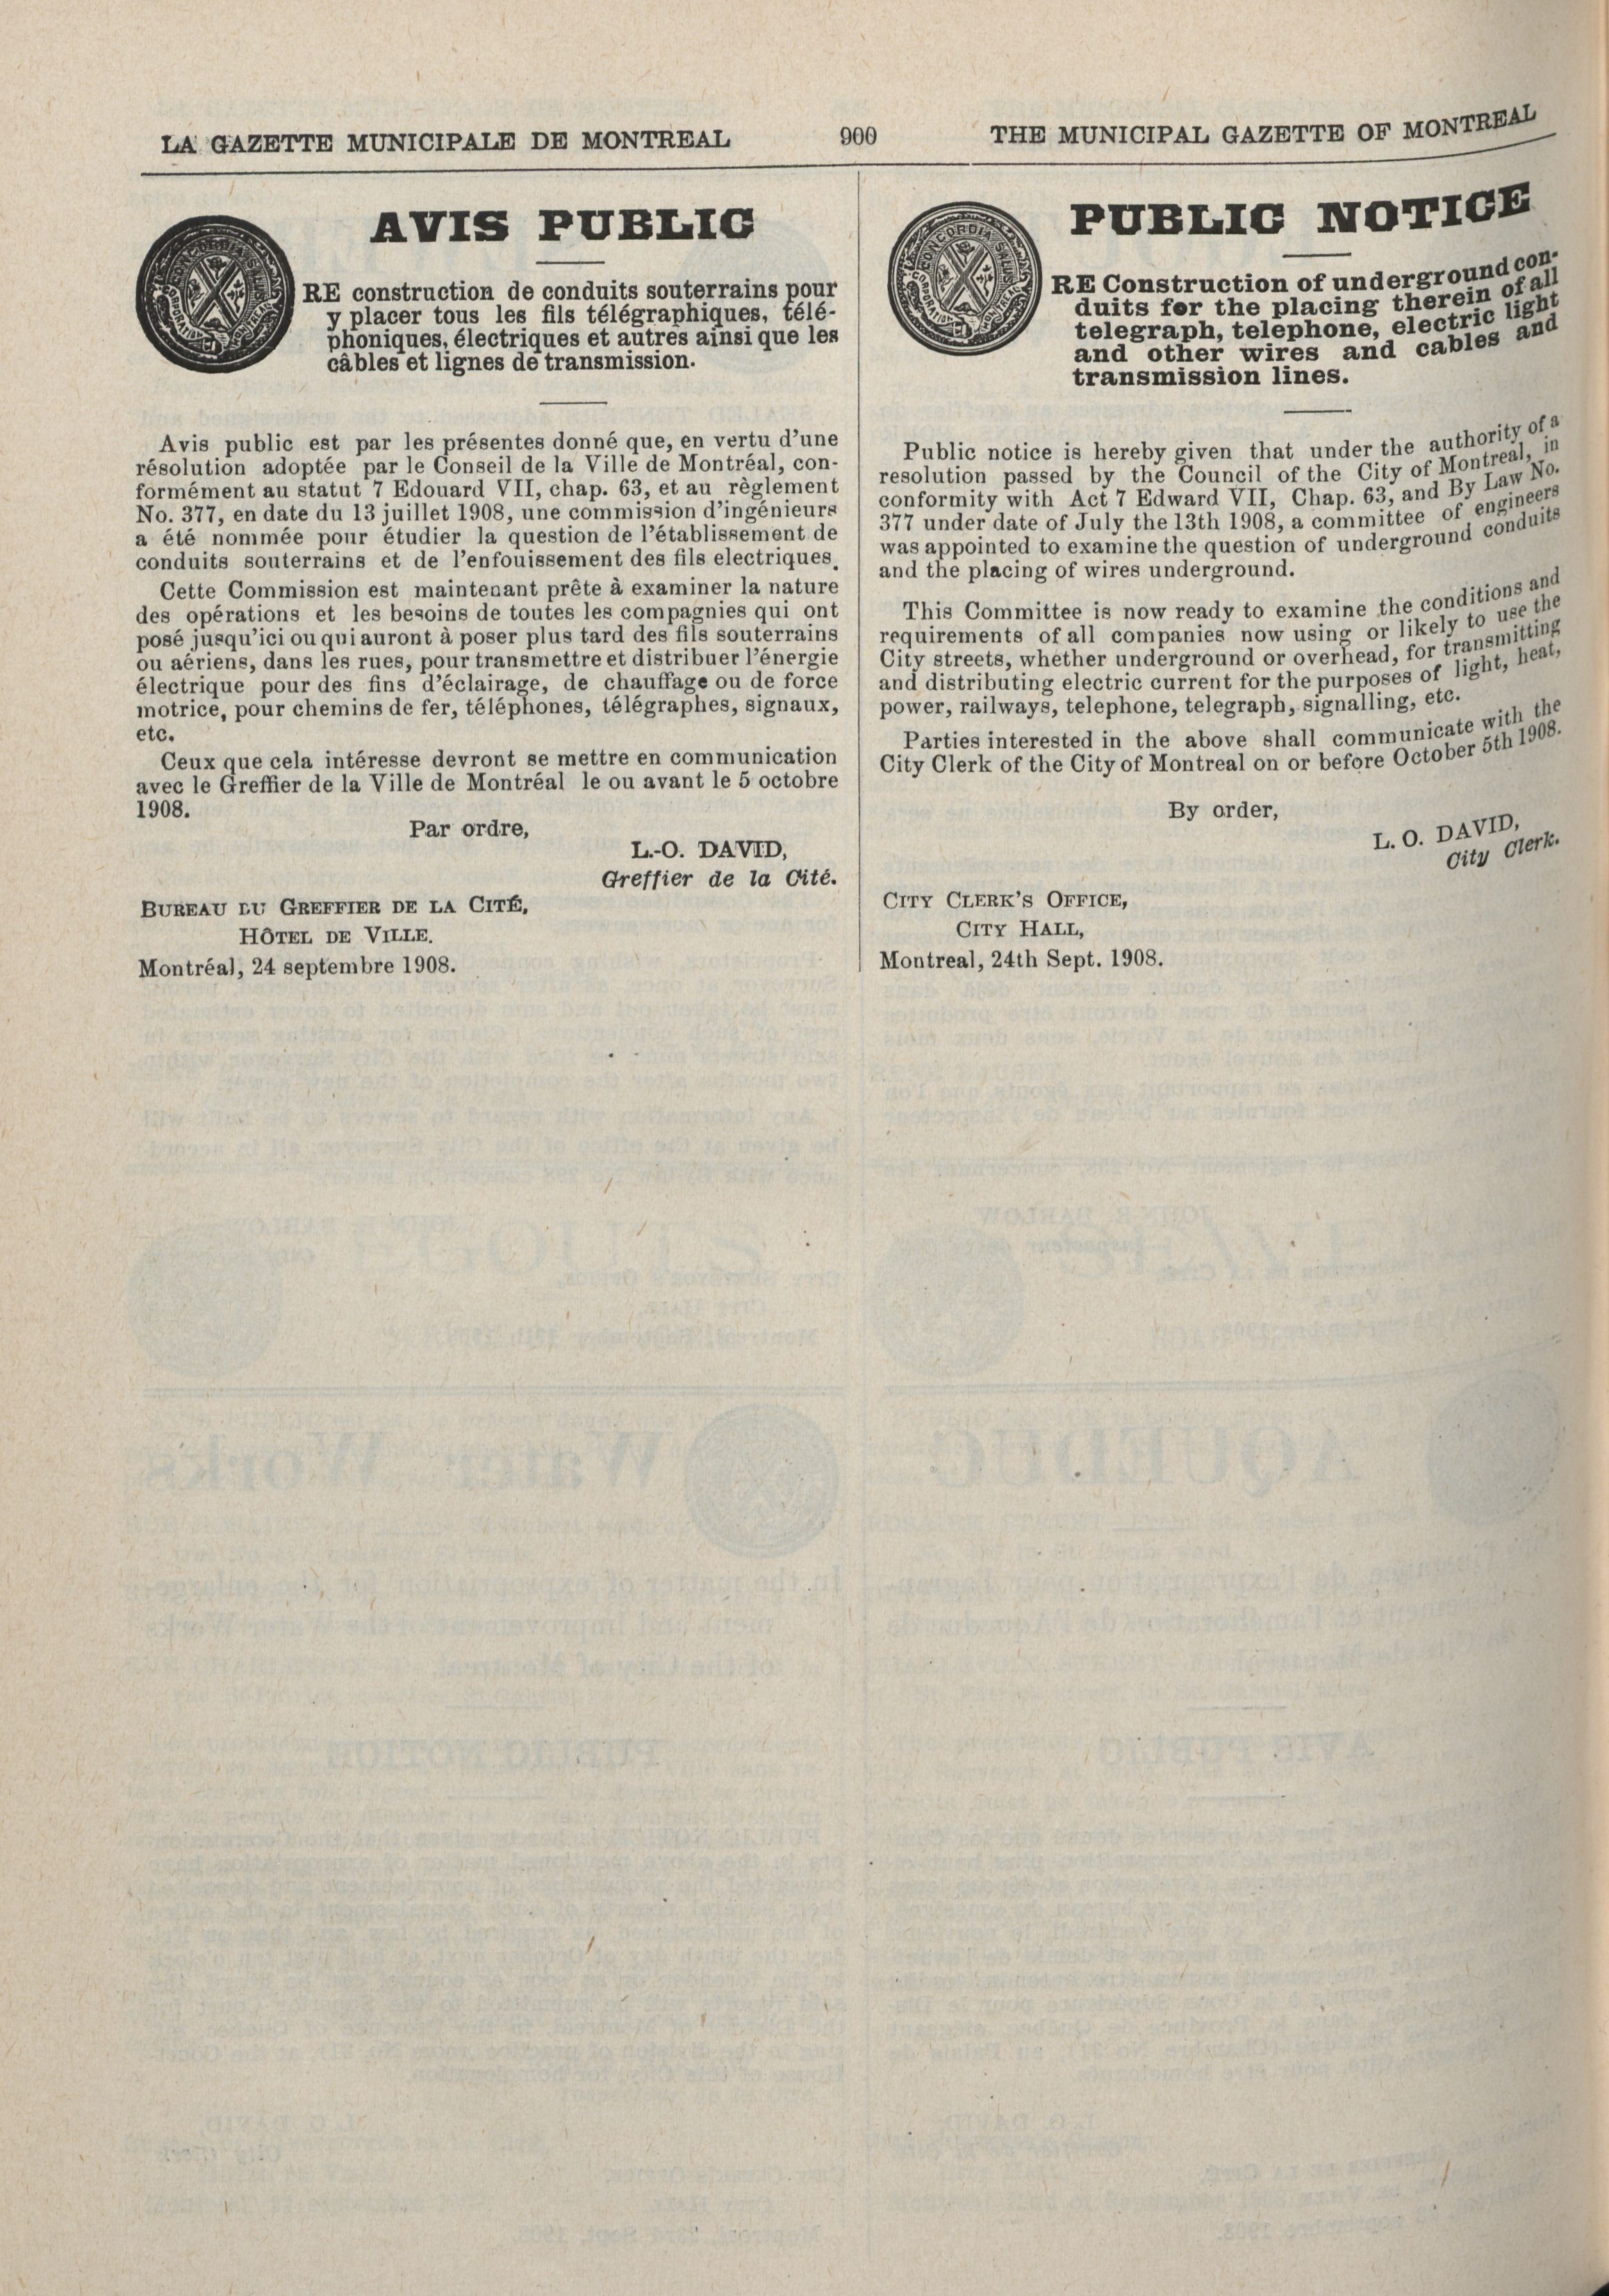 LA GAZETTE MUNICIPALE DE MONTREAL 900 THE MUNICIPAL GAZETTE OF MONTREAL
AVIS PUBLIC
CONCORDIA SALUS
CORPORATION MONTREAL
RE construction de conduits souterrains pour
y placer tous les fils télégraphiques, télé-
phoniques, électriques et autres ainsi que les
câbles et lignes de transmission.
Avis public est par les présentes donné que, en vertu d'une
résolution adoptée par le Conseil de la Ville de Montréal, con-
formément au statut 7 Edouard VII, chap. 63, et au règlement
No. 377, en date du 13 juillet 1908, une commission d'ingénieurs
a été nommée pour étudier la question de l'établissement de
conduits souterrains et de l'enfouissement des fils electriques.
Cette Commission est maintenant prête à examiner la nature
des opérations et les besoins de toutes les compagnies qui ont
posé jusqu'ici ou qui auront à poser plus tard des fils souterrains
ou aériens, dans les rues, pour transmettre et distribuer l'énergie
électrique pour des fins d'éclairage, de chauffage ou de force
motrice, pour chemins de fer, téléphones, télégraphes, signaux,
etc.
Ceux que cela intéresse devront se mettre en communication
avec le Greffier de la Ville de Montréal le ou avant le 5 octobre
1908.
Par ordre,
L.-O. DAVID,
Greffier de la Cité.
BUREAU DU GREFFIER DE LA CITÉ,
HÔTEL DE VILLE.
Montréal, 24 septembre 1908.
PUBLIC NOTICE
CONCORDIA SALUS
CORPORATION MONTREAL
RE Construction of underground con-
duits for the placing therein of all
telegraph, telephone, electric light
and other wires and cables and
transmission lines.
Public notice is hereby given that under the authority of a
resolution passed by the Council of the City of Montreal, in
conformity with Act 7 Edward VII, Chap. 63, and By Law No.
377 under date of July the 13th 1908, a committee of engineers
was appointed to examine the question of underground conduits
and the placing of wires underground.
This Committee is now ready to examine the conditions and
requirements of all companies now using or likely to use the
City streets, whether underground or overhead, for transmitting
and distributing electric current for the purposes of light, heat,
power, railways, telephone, telegraph, signalling, etc.
Parties interested in the above shall communicate with the
City Clerk of the City of Montreal on or before October 5th 1908.
By order,
L. O. DAVID,
City Clerk.
CITY CLERK'S OFFICE,
CITY HALL,
Montreal, 24th Sept. 1908.